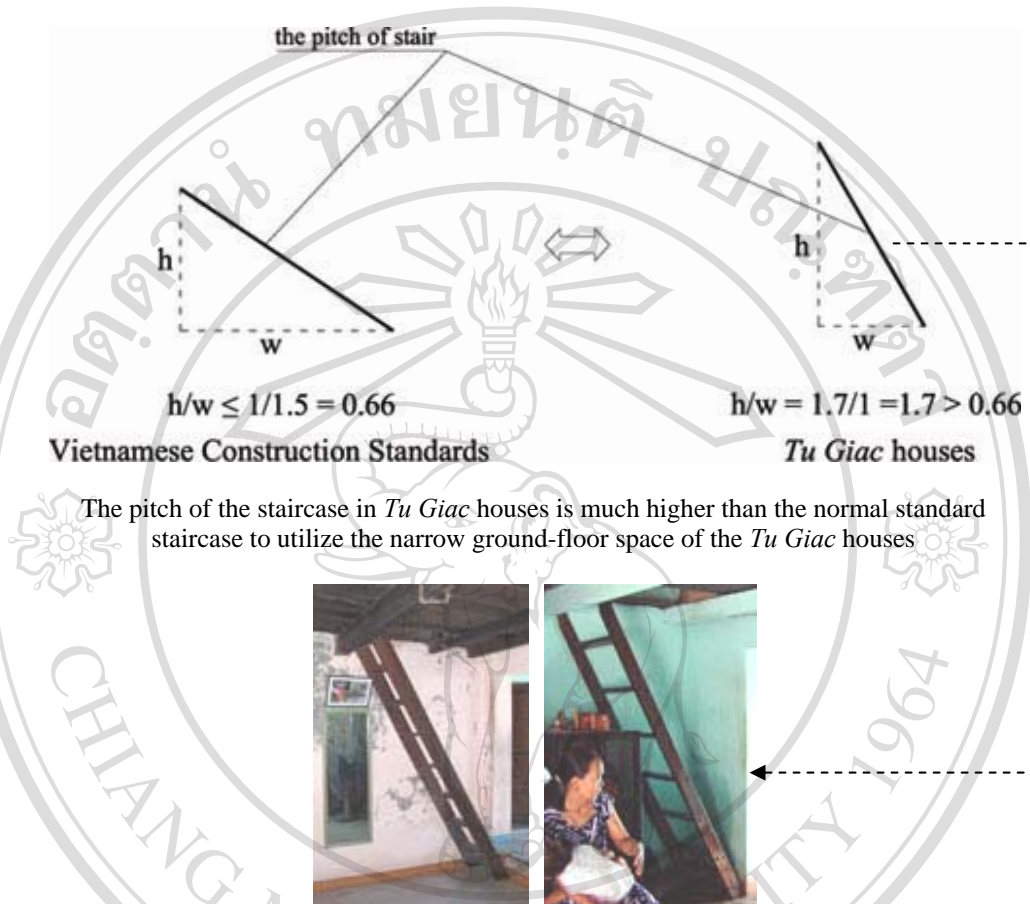 the pitch of stair
h
w
h
w
h/w ≤ 1/1.5 = 0.66
h/w = 1.7/1 =1.7 > 0.66
Vietnamese Construction Standards
Tu Giac houses
The pitch of the staircase in Tu Giac houses is much higher than the normal standard
staircase to utilize the narrow ground-floor space of the Tu Giac houses
CHIANG
1964